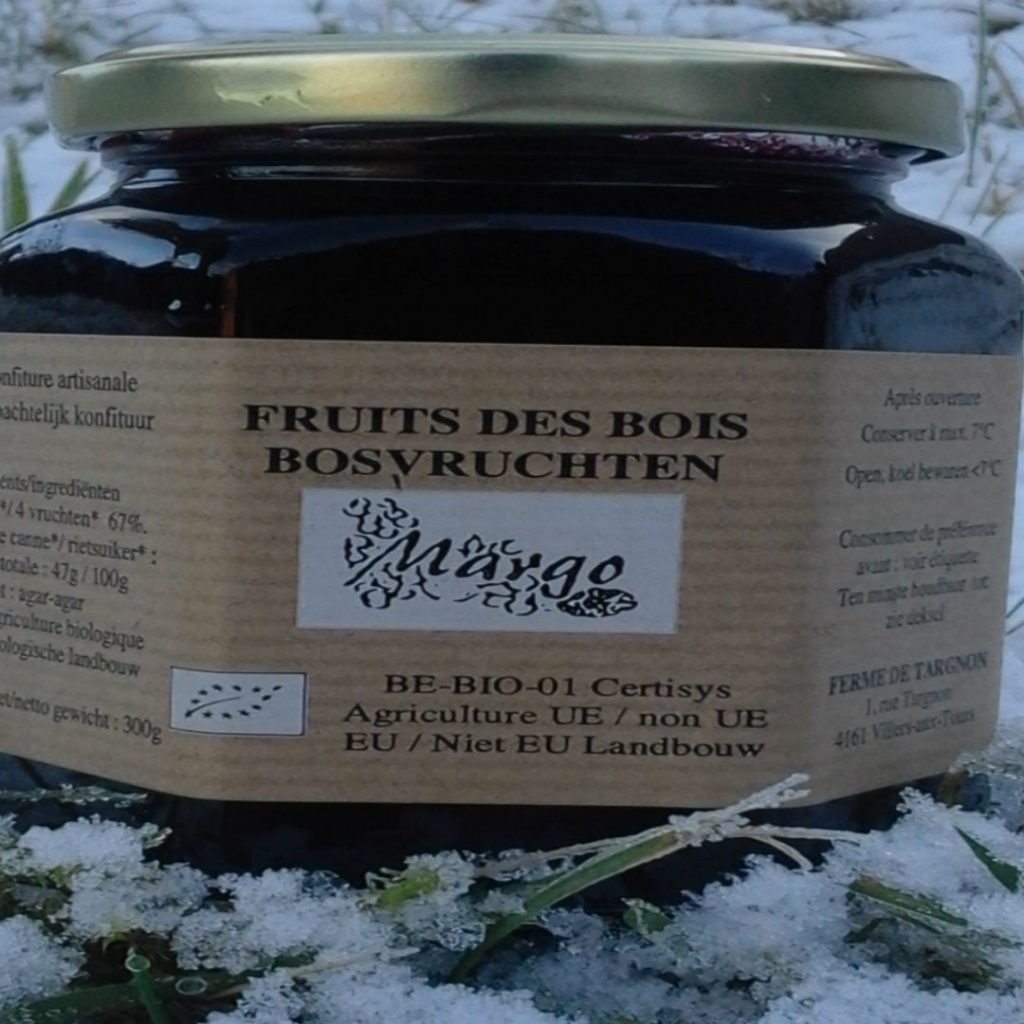 nfiture artisanale
achtelijk konfituur
ents/ingrediënten
*/ 4 vruchten* 67%.
e canne*/ rietsuiker* :
totale : 47g / 100g
t : agar-agar
griculture biologique
ologische landbouw
et/netto gewicht : 300g
FRUITS DES BOIS
BOSVRUCHTEN
Margo
BE-BIO-01 Certisys
Agriculture UE / non UE
EU / Niet EU Landbouw
Après ouverture
Conserver à max. 7°C
Open, koel bewaren <7°C
Consommer de préférence
avant : voir étiquette
Ten minste houdbaar tot:
zie deksel
FERME DE TARGNON
1, rue Targnon
4161 Villers-aux-Tours